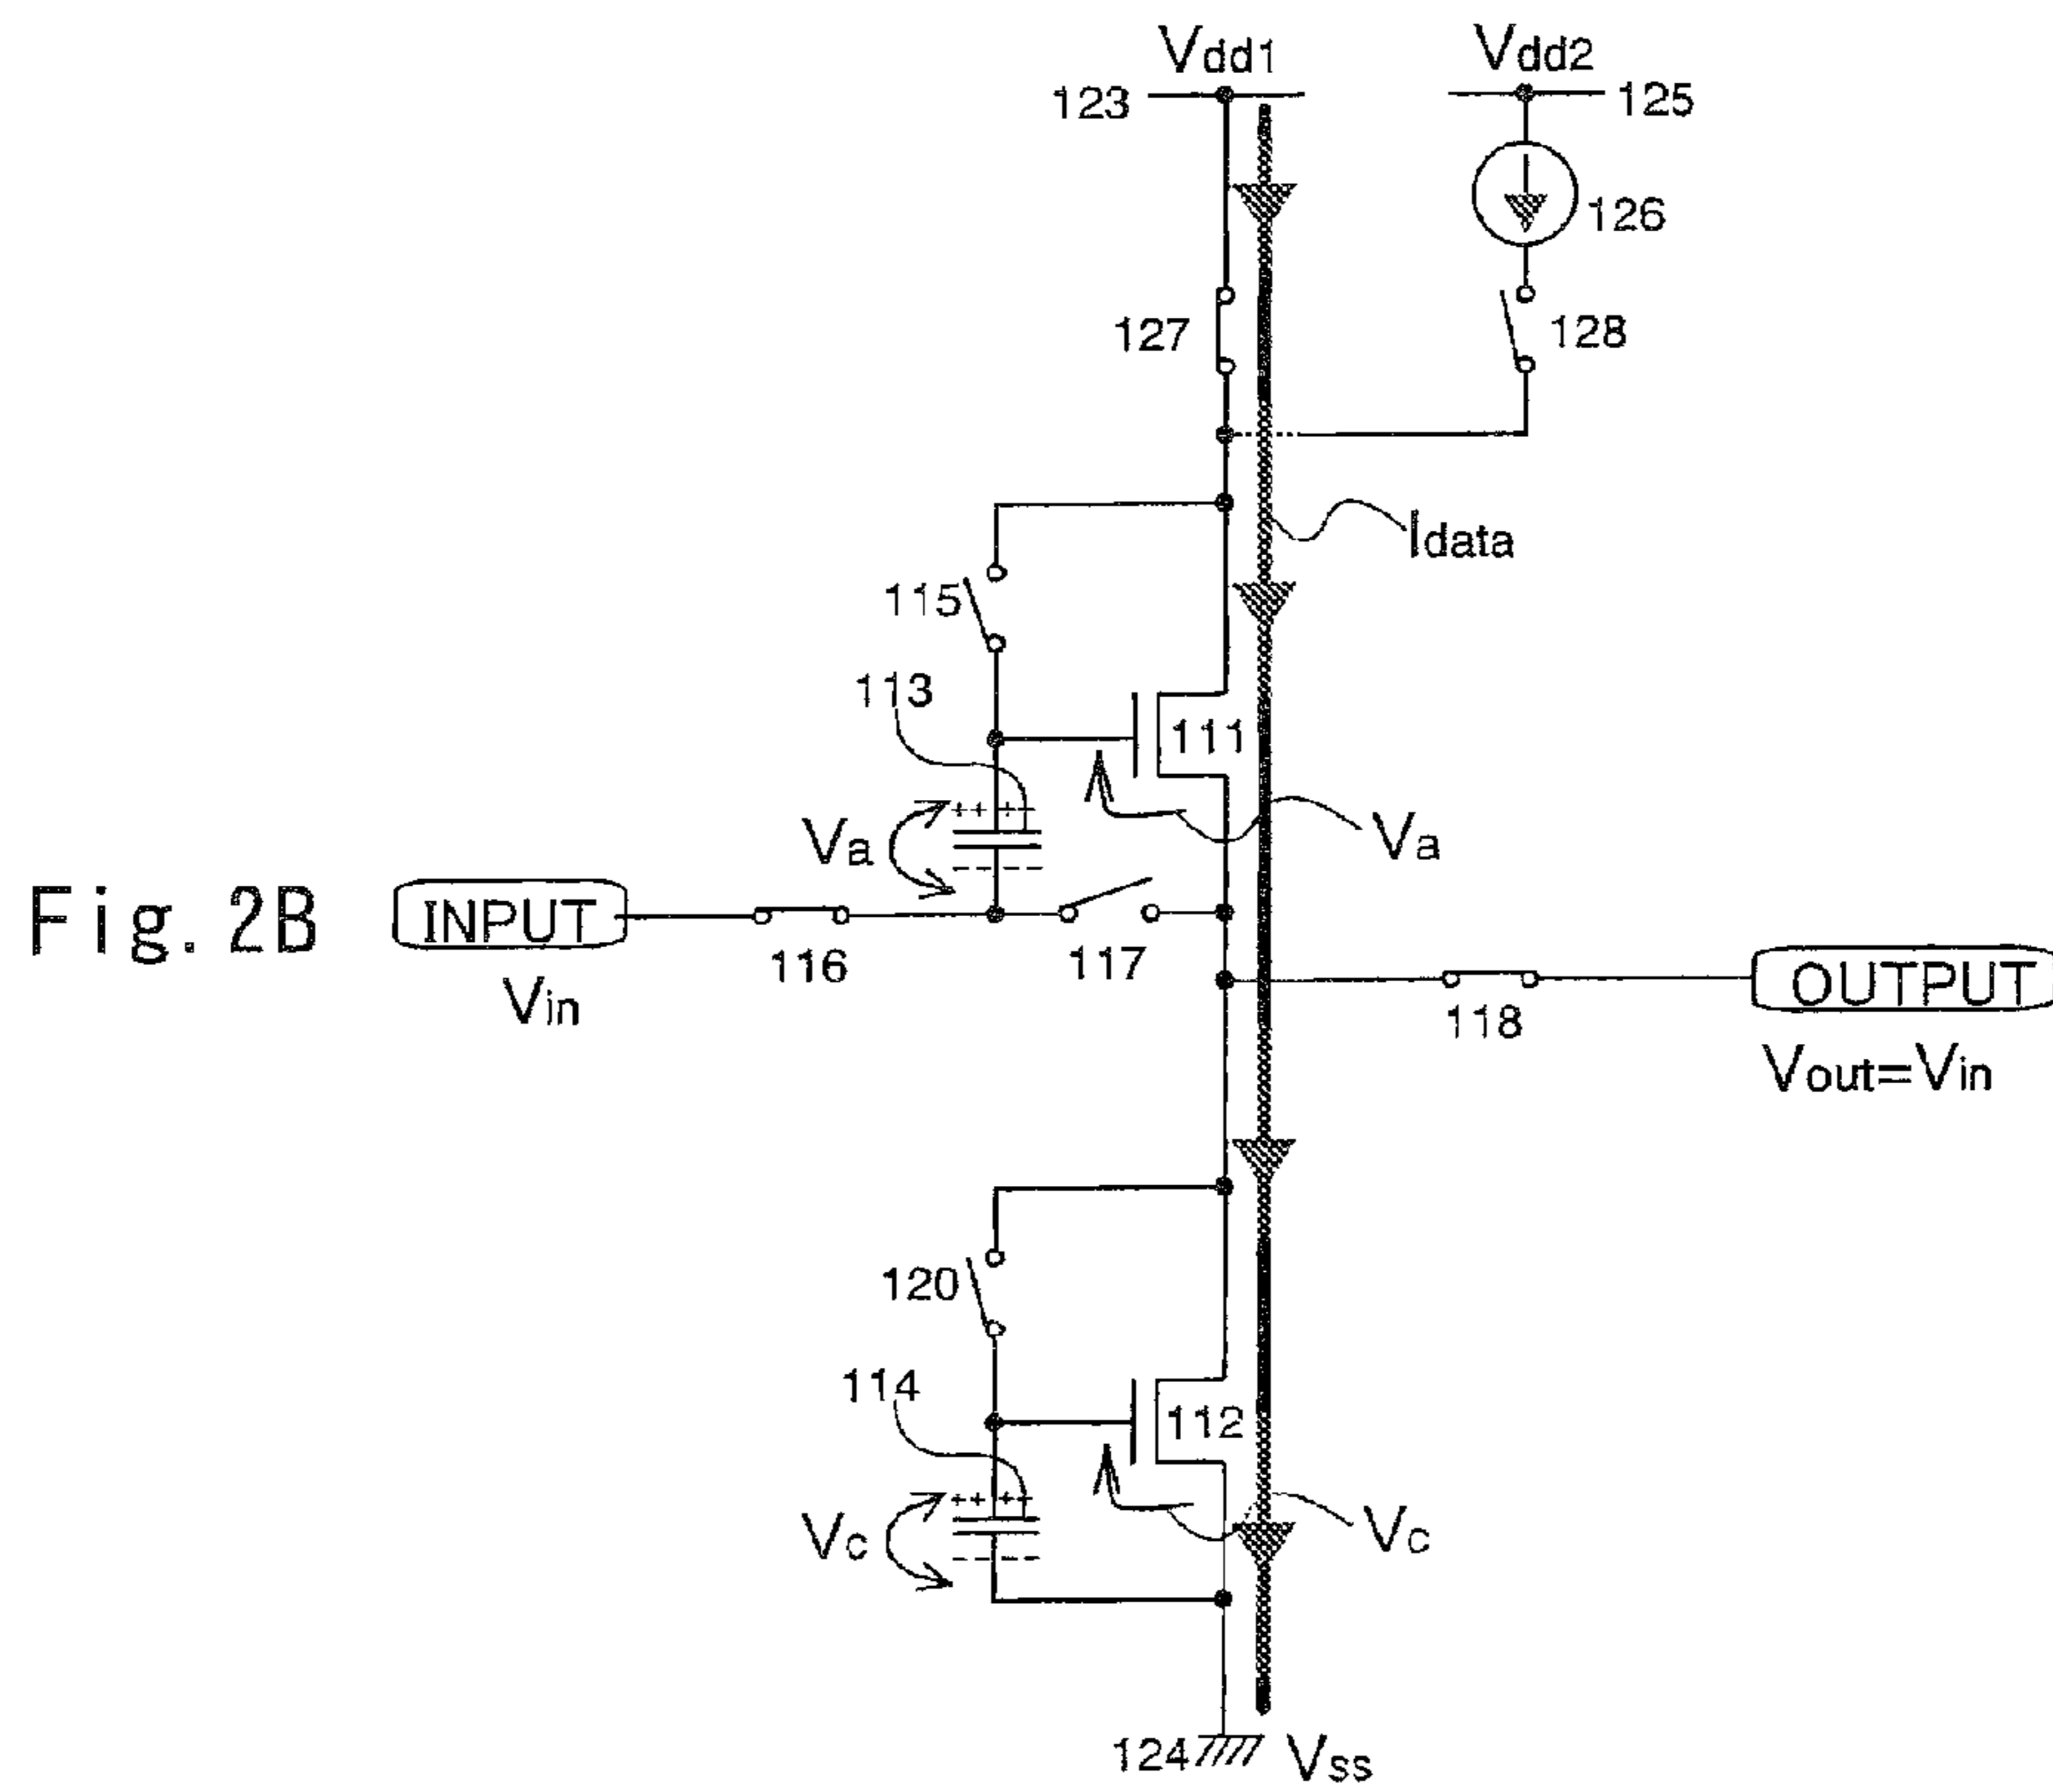 Vdd1
Vdd2
123
125
126
127
128
Idata
115
113
111
Va
Va
Fig. 2B
INPUT
116
117
OUTPUT
Vin
118
Vout=Vin
120
114
112
Vc
Vc
124
Vss